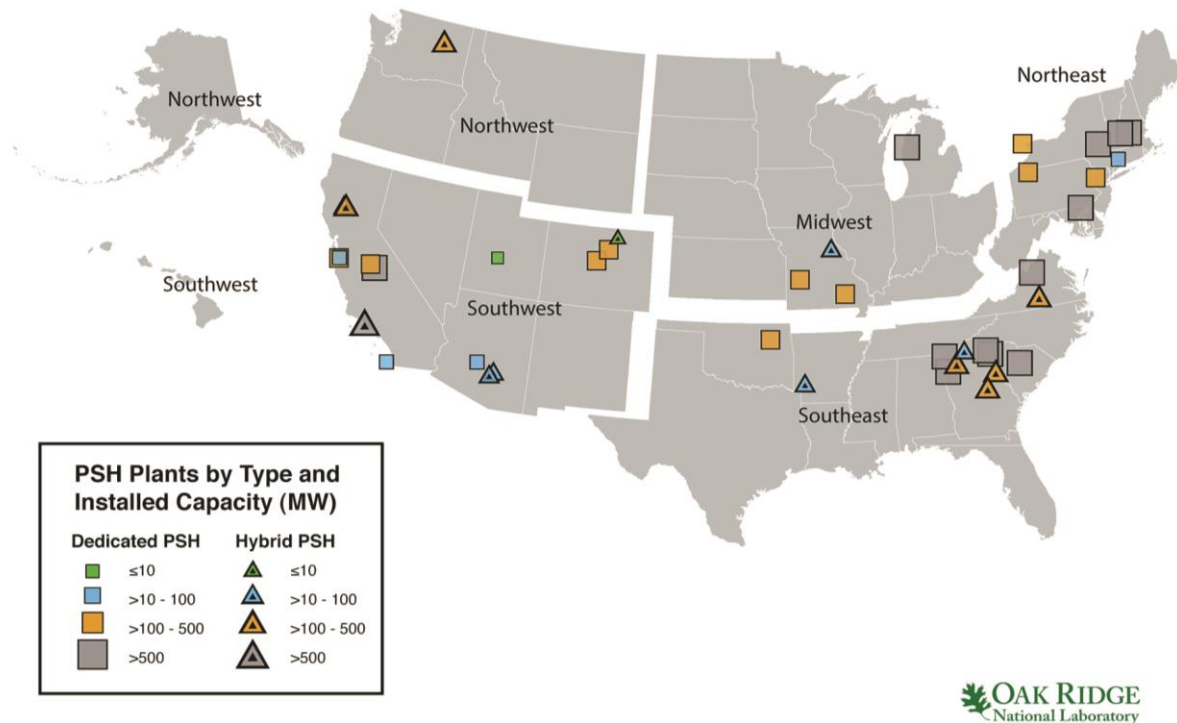 Northeast
Northwest
Northwest
Midwest
Southwest
Southwest
Southeast
PSH Plants by Type and
Installed Capacity (MW)
Dedicated PSH Hybrid PSH
≤10 ≤10
>10 - 100 >10 - 100
>100 - 500 >100 - 500
>500 >500
OAK RIDGE
National Laboratory